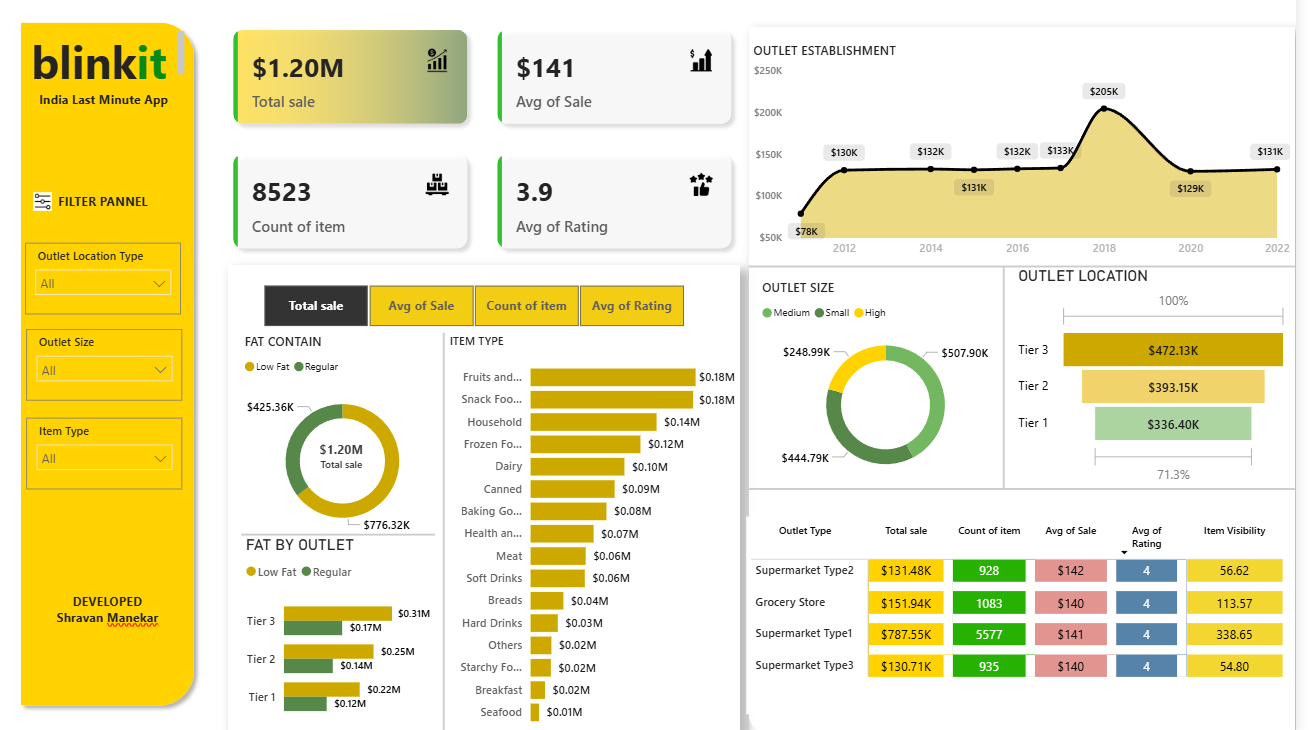 blinkit
India Last Minute App
FILTER PANNEL
Outlet Location Type
All
Outlet Size
All
Item Type
All
DEVELOPED
Shravan Manekar
$1.20M
Total sale
$141
Avg of Sale
8523
Count of item
3.9
Avg of Rating
Total sale
Avg of Sale
Count of item
Avg of Rating
FAT CONTAIN
Low Fat Regular
$425.36K
$1.20M
Total sale
$776.32K
FAT BY OUTLET
Low Fat Regular
Tier 3 $0.31M
$0.17M
Tier 2 $0.25M
$0.14M
Tier 1 $0.22M
$0.12M
ITEM TYPE
Fruits and... $0.18M
Snack Foo... $0.18M
Household $0.14M
Frozen Fo... $0.12M
Dairy $0.10M
Canned $0.09M
Baking Go... $0.08M
Health an... $0.07M
Meat $0.06M
Soft Drinks $0.06M
Breads $0.04M
Hard Drinks $0.03M
Others $0.02M
Starchy Fo... $0.02M
Breakfast $0.02M
Seafood $0.01M
OUTLET ESTABLISHMENT
$250K
$200K
$150K
$100K
$50K
$78K
$130K
$132K
$131K
$132K
$133K
$205K
$129K
$131K
2012 2014 2016 2018 2020 2022
OUTLET SIZE
Medium Small High
$248.99K
$507.90K
$444.79K
OUTLET LOCATION
100%
Tier 3 $472.13K
Tier 2 $393.15K
Tier 1 $336.40K
71.3%
Outlet Type Total sale Count of item Avg of Sale Avg of Rating Item Visibility
Supermarket Type2 $131.48K 928 $142 4 56.62
Grocery Store $151.94K 1083 $140 4 113.57
Supermarket Type1 $787.55K 5577 $141 4 338.65
Supermarket Type3 $130.71K 935 $140 4 54.80